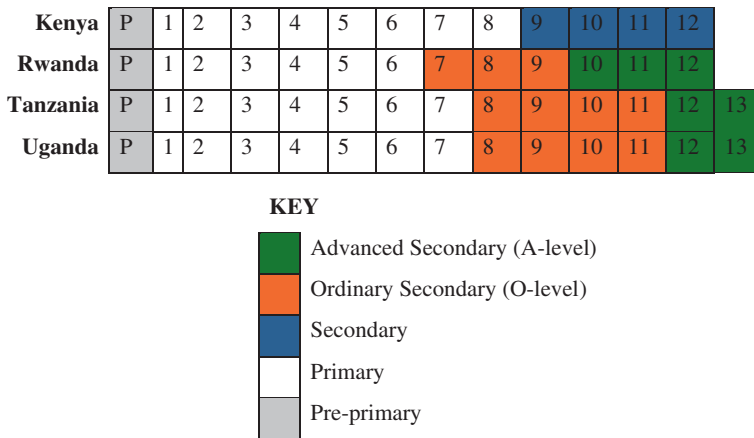 Kenya P 1 2 3 4 5 6 7 8 9 10 11 12
Rwanda P 1 2 3 4 5 6 7 8 9 10 11 12
Tanzania P 1 2 3 4 5 6 7 8 9 10 11 12 13
Uganda P 1 2 3 4 5 6 7 8 9 10 11 12 13
KEY
Advanced Secondary (A-level)
Ordinary Secondary (O-level)
Secondary
Primary
Pre-primary